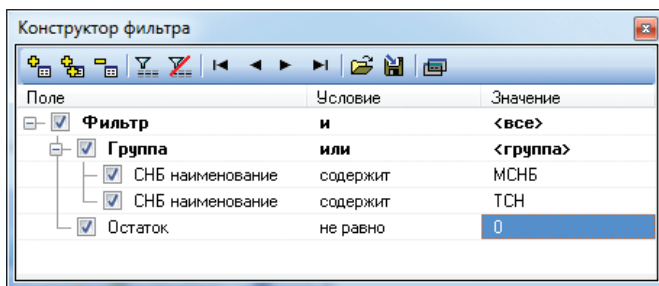 Конструктор фильтра
Поле Условие Значение
Фильтр и <все>
Группа или <группа>
СНБ наименование содержит МСНБ
СНБ наименование содержит ТСН
Остаток не равно 0